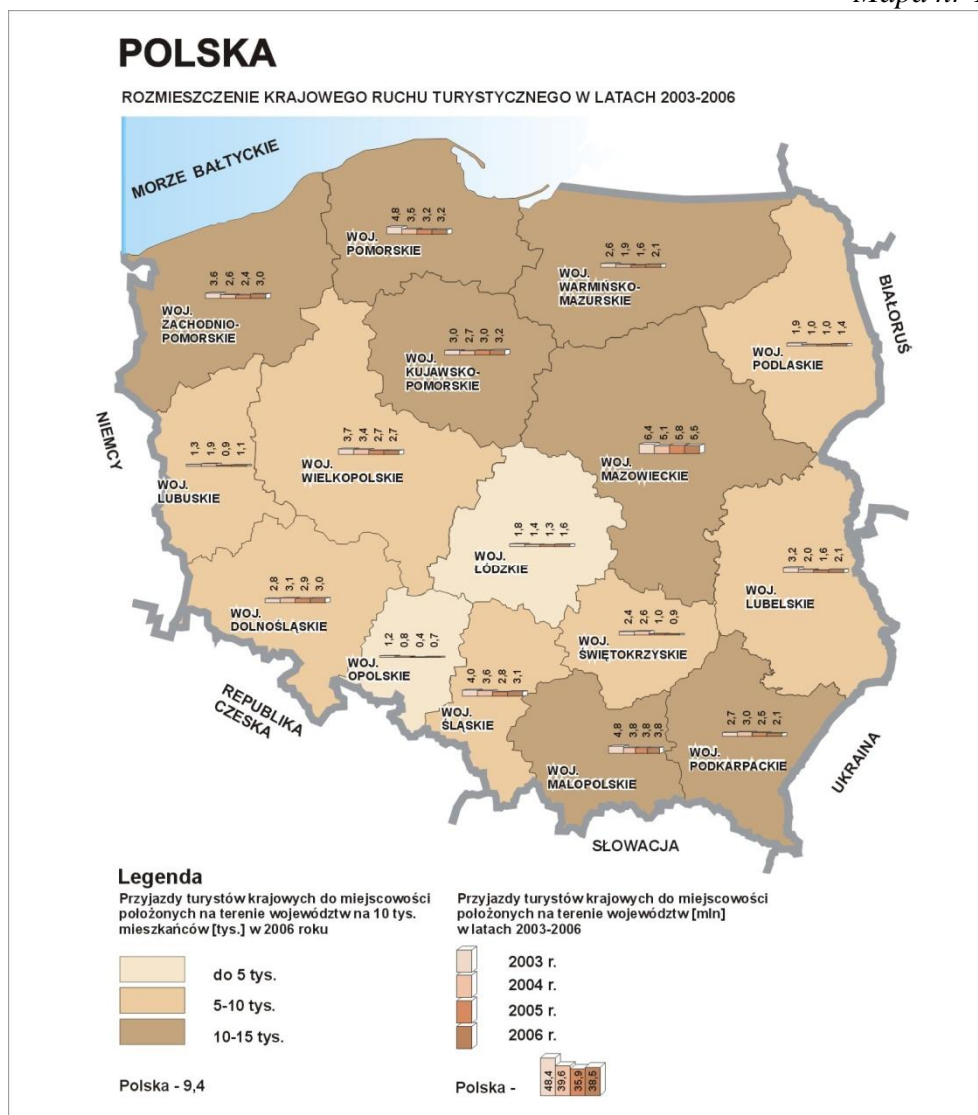 POLSKA
ROZMIESZCZENIE KRAJOWEGO RUCHU TURYSTYCZNEGO W LATACH 2003-2006
MORZE BAŁTYCKIE
4,8 3,5 3,2 3,2
WOJ.
POMORSKIE
2,6 1,9 1,6 2,1
WOJ.
WARMIŃSKO-
MAZURSKIE
3,6 2,6 2,4 3,0
WOJ.
ZACHODNIO-
POMORSKIE
BIAŁORUŚ
1,9 1,0 1,0 1,4
WOJ.
PODLASKIE
3,0 2,7 3,0 3,2
WOJ.
KUJAWSKO-
POMORSKIE
NIEMCY
1,3 1,9 0,9 1,1
WOJ.
LUBUSKIE
3,7 3,4 2,7 2,7
WOJ.
WIELKOPOLSKIE
6,4 5,1 5,8 5,5
WOJ.
MAZOWIECKIE
1,8 1,4 1,3 1,6
WOJ.
ŁÓDZKIE
3,2 2,0 1,6 2,1
WOJ.
LUBELSKIE
2,8 3,1 2,9 3,0
WOJ.
DOLNOŚLĄSKIE
2,4 2,6 1,0 0,9
WOJ.
ŚWIĘTOKRZYSKIE
1,2 0,8 0,4 0,7
WOJ.
OPOLSKIE
4,0 3,6 2,8 3,1
WOJ.
ŚLĄSKIE
REPUBLIKA
CZESKA
4,8 3,8 3,8 3,8
WOJ.
MAŁOPOLSKIE
2,7 3,0 2,5 2,1
WOJ.
PODKARPACKIE
UKRAINA
SŁOWACJA
Legenda
Przyjazdy turystów krajowych do miejscowości
położonych na terenie województw na 10 tys.
mieszkańców [tys.] w 2006 roku
do 5 tys.
5-10 tys.
10-15 tys.
Polska - 9,4
Przyjazdy turystów krajowych do miejscowości
położonych na terenie województw [mln]
w latach 2003-2006
2003 r.
2004 r.
2005 r.
2006 r.
Polska - 48,4 39,6 35,9 38,5